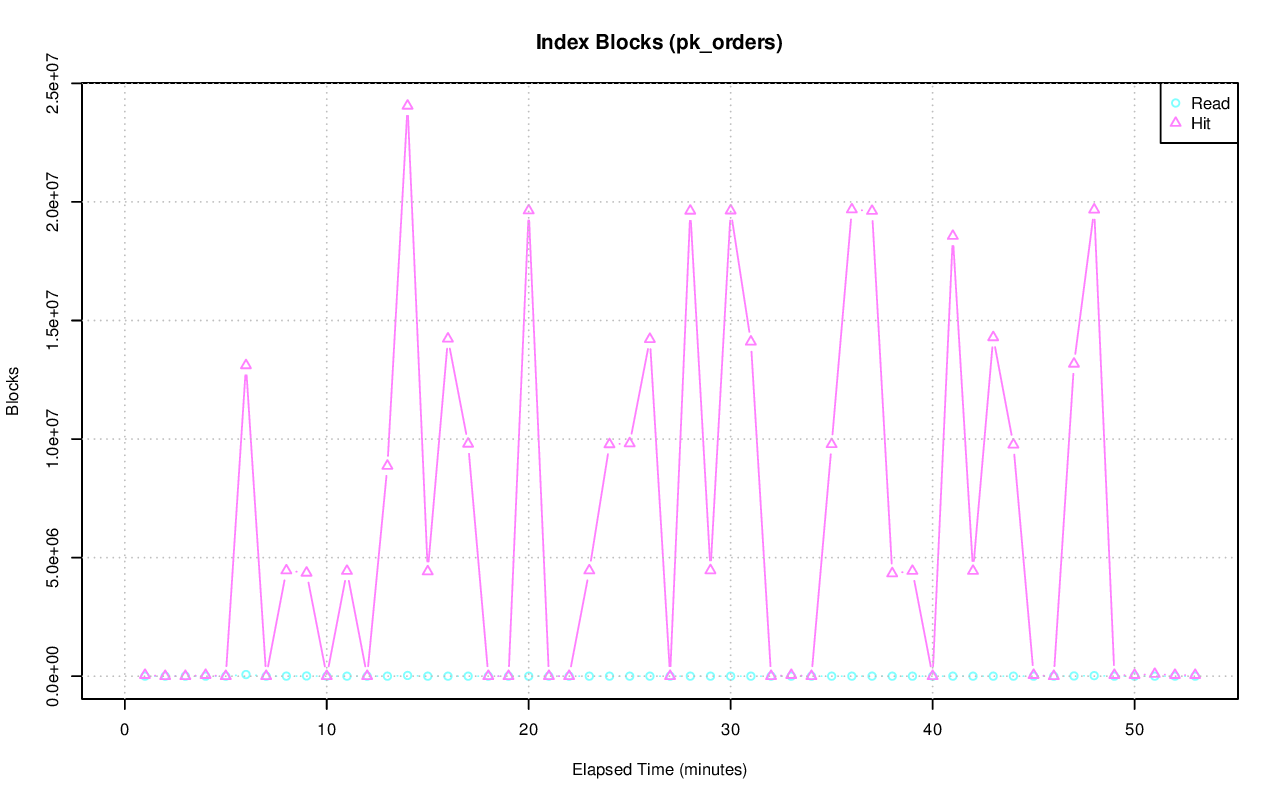 Index Blocks (pk_orders)
Read
Hit
Blocks
2.5e+07
2.0e+07
1.5e+07
1.0e+07
5.0e+06
0.0e+00
0 10 20 30 40 50
Elapsed Time (minutes)